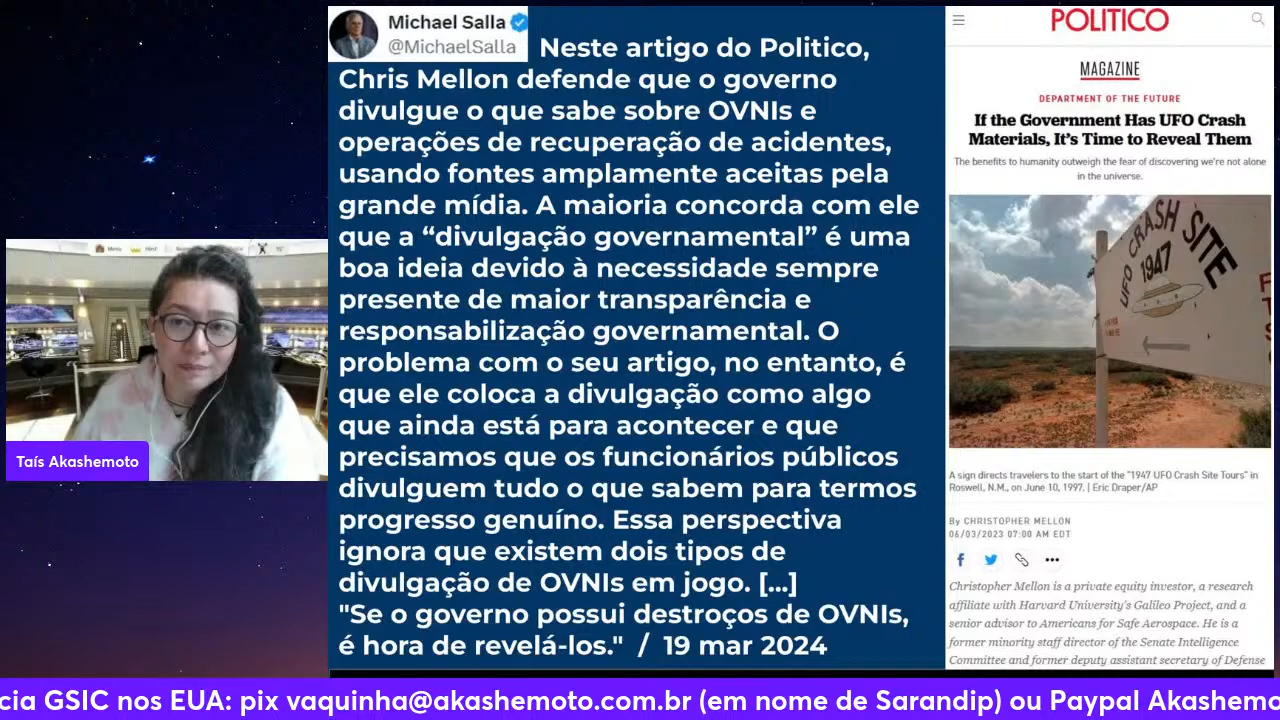 Michael Salla
@MichaelSalla
Neste artigo do Politico,
Chris Mellon defende que o governo
divulgue o que sabe sobre OVNIs e
operações de recuperação de acidentes,
usando fontes amplamente aceitas pela
grande mídia. A maioria concorda com ele
que a “divulgação governamental” é uma
boa ideia devido à necessidade sempre
presente de maior transparência e
responsabilização governamental. O
problema com o seu artigo, no entanto, é
que ele coloca a divulgação como algo
que ainda está para acontecer e que
precisamos que os funcionários públicos
divulguem tudo o que sabem para termos
progresso genuíno. Essa perspectiva
ignora que existem dois tipos de
divulgação de OVNIs em jogo. [...]
"Se o governo possui destroços de OVNIs,
é hora de revelá-los." / 19 mar 2024
POLITICO
MAGAZINE
DEPARTMENT OF THE FUTURE
If the Government Has UFO Crash
Materials, It’s Time to Reveal Them
The benefits to humanity outweigh the fear of discovering we're not alone
in the universe.
UFO CRASH SITE
1947
A sign directs travelers to the start of the "1947 UFO Crash Site Tours" in
Roswell, N.M., on June 10, 1997. | Eric Draper/AP
By CHRISTOPHER MELLON
06/03/2023 07:00 AM EDT
Christopher Mellon is a private equity investor, a research
affiliate with Harvard University's Galileo Project, and a
senior advisor to Americans for Safe Aerospace. He is a
former minority staff director of the Senate Intelligence
Committee and former deputy assistant secretary of Defense
Taís Akashemoto
cia GSIC nos EUA: pix vaquinha@akashemoto.com.br (em nome de Sarandip) ou Paypal Akashemo